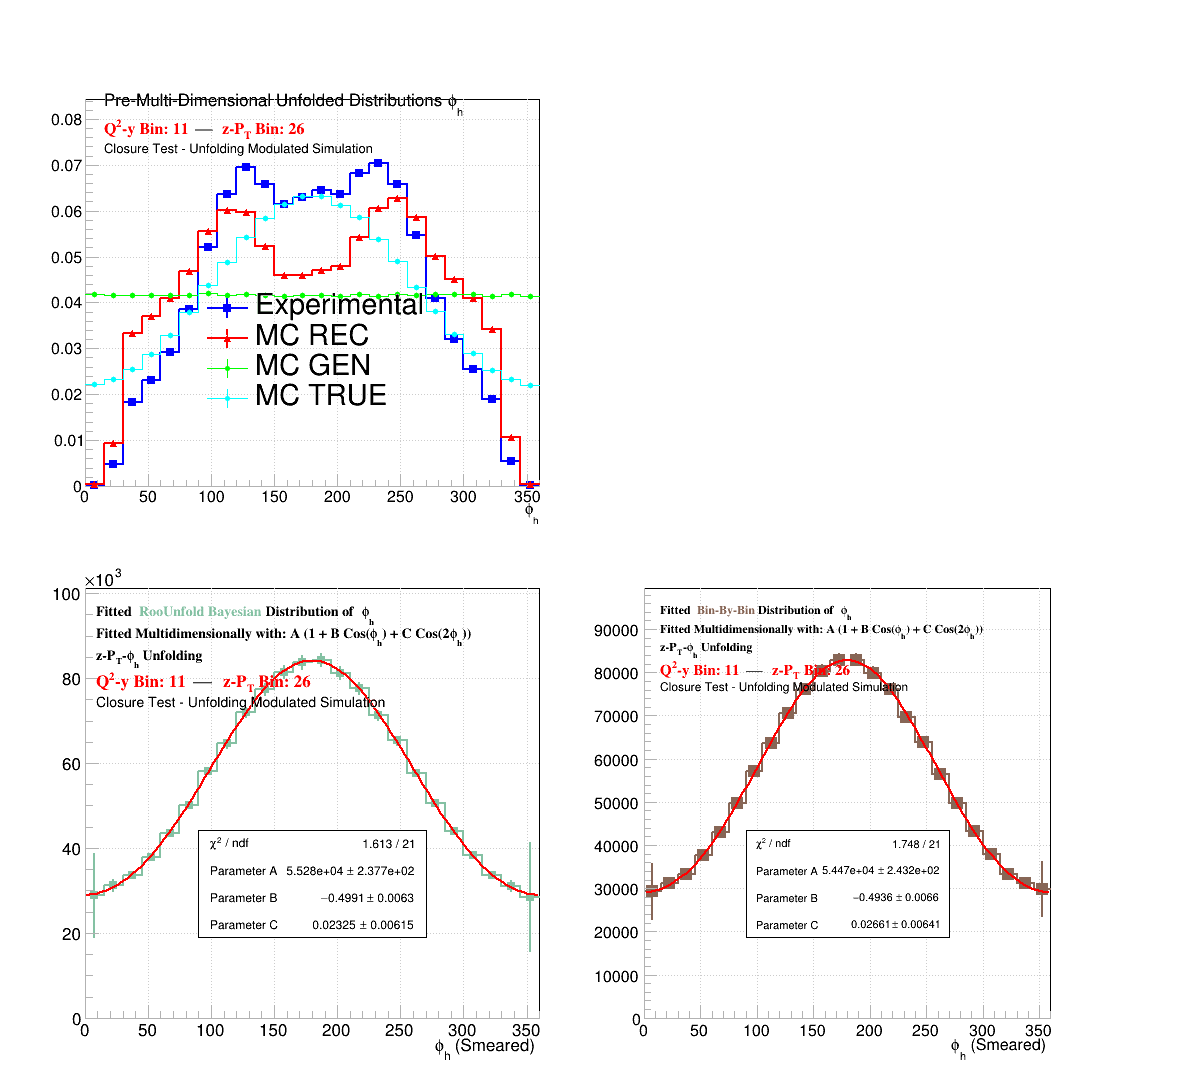 Pre-Multi-Dimensional Unfolded Distributions ϕh
Q2-y Bin: 11 — z-PT Bin: 26
Closure Test - Unfolding Modulated Simulation
0.08
0.07
0.06
0.05
0.04
0.03
0.02
0.01
0
Experimental
MC REC
MC GEN
MC TRUE
0 50 100 150 200 250 300 350
ϕh
×103
100
80
60
40
20
0
Fitted RooUnfold Bayesian Distribution of ϕh
Fitted Multidimensionally with: A (1 + B Cos(ϕh) + C Cos(2ϕh))
z-PT-ϕh Unfolding
Q2-y Bin: 11 — z-PT Bin: 26
Closure Test - Unfolding Modulated Simulation
χ2 / ndf 1.613 / 21
Parameter A 5.528e+04 ± 2.377e+02
Parameter B −0.4991 ± 0.0063
Parameter C 0.02325 ± 0.00615
0 50 100 150 200 250 300 350
ϕh (Smeared)
90000
80000
70000
60000
50000
40000
30000
20000
10000
0
Fitted Bin-By-Bin Distribution of ϕh
Fitted Multidimensionally with: A (1 + B Cos(ϕh) + C Cos(2ϕh))
z-PT-ϕh Unfolding
Q2-y Bin: 11 — z-PT Bin: 26
Closure Test - Unfolding Modulated Simulation
χ2 / ndf 1.748 / 21
Parameter A 5.447e+04 ± 2.432e+02
Parameter B −0.4936 ± 0.0066
Parameter C 0.02661 ± 0.00641
0 50 100 150 200 250 300 350
ϕh (Smeared)